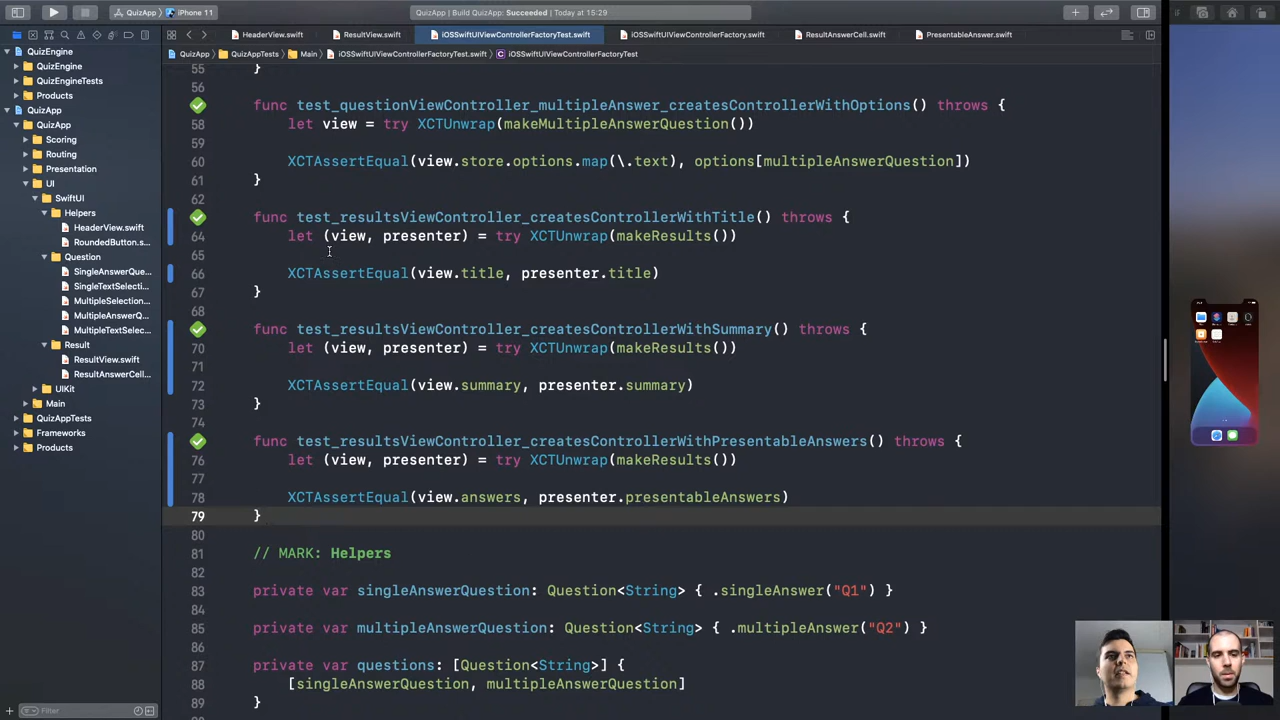 QuizApp
iPhone 11
QuizApp | Build QuizApp: Succeeded | Today at 15:29
HeaderView.swift
ResultView.swift
iOSSwiftUIViewControllerFactoryTest.swift
iOSSwiftUIViewControllerFactory.swift
ResultAnswerCell.swift
PresentableAnswer.swift
QuizApp
QuizAppTests
Main
iOSSwiftUIViewControllerFactoryTest.swift
iOSSwiftUIViewControllerFactoryTest
QuizEngine
QuizEngine
QuizEngineTests
Products
QuizApp
QuizApp
Scoring
Routing
Presentation
UI
SwiftUI
Helpers
HeaderView.swift
RoundedButton.s...
Question
SingleAnswerQue...
SingleTextSelecti...
MultipleSelection...
MultipleAnswerQ...
MultipleTextSelec...
Result
ResultView.swift
ResultAnswerCell...
UIKit
Main
QuizAppTests
Frameworks
Products
Filter
55 }
56
func test_questionViewController_multipleAnswer_createsControllerWithOptions() throws {
58 let view = try XCTUnwrap(makeMultipleAnswerQuestion())
59
60 XCTAssertEqual(view.store.options.map(\.text), options[multipleAnswerQuestion])
61 }
62
func test_resultsViewController_createsControllerWithTitle() throws {
64 let (view, presenter) = try XCTUnwrap(makeResults())
65
66 XCTAssertEqual(view.title, presenter.title)
67 }
68
func test_resultsViewController_createsControllerWithSummary() throws {
70 let (view, presenter) = try XCTUnwrap(makeResults())
71
72 XCTAssertEqual(view.summary, presenter.summary)
73 }
74
func test_resultsViewController_createsControllerWithPresentableAnswers() throws {
76 let (view, presenter) = try XCTUnwrap(makeResults())
77
78 XCTAssertEqual(view.answers, presenter.presentableAnswers)
79 }
80
81 // MARK: Helpers
82
83 private var singleAnswerQuestion: Question<String> { .singleAnswer("Q1") }
84
85 private var multipleAnswerQuestion: Question<String> { .multipleAnswer("Q2") }
86
87 private var questions: [Question<String>] {
88 [singleAnswerQuestion, multipleAnswerQuestion]
89 }